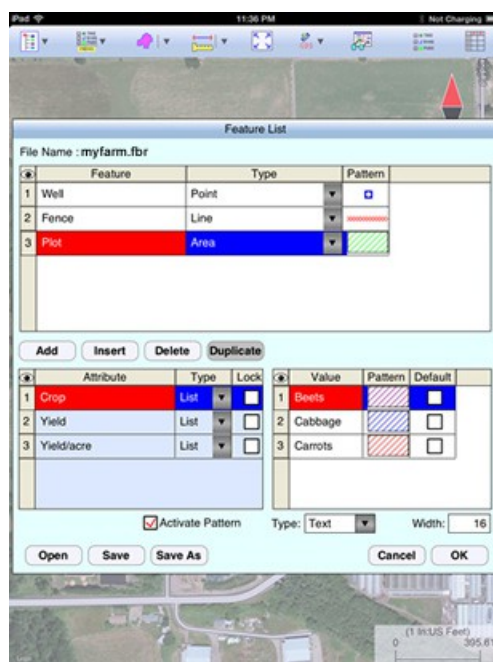 iPad 11:36 PM Not Charging
Feature List
File Name : myfarm.fbr
Feature Type Pattern
1 Well Point
2 Fence Line
3 Plot Area
Add Insert Delete Duplicate
Attribute Type Lock
1 Crop List
2 Yield List
3 Yield/acre List
Value Pattern Default
1 Beets
2 Cabbage
3 Carrots
Activate Pattern Type: Text Width: 16
Open Save Save As Cancel OK
(1 In:US Feet)
0 395.61